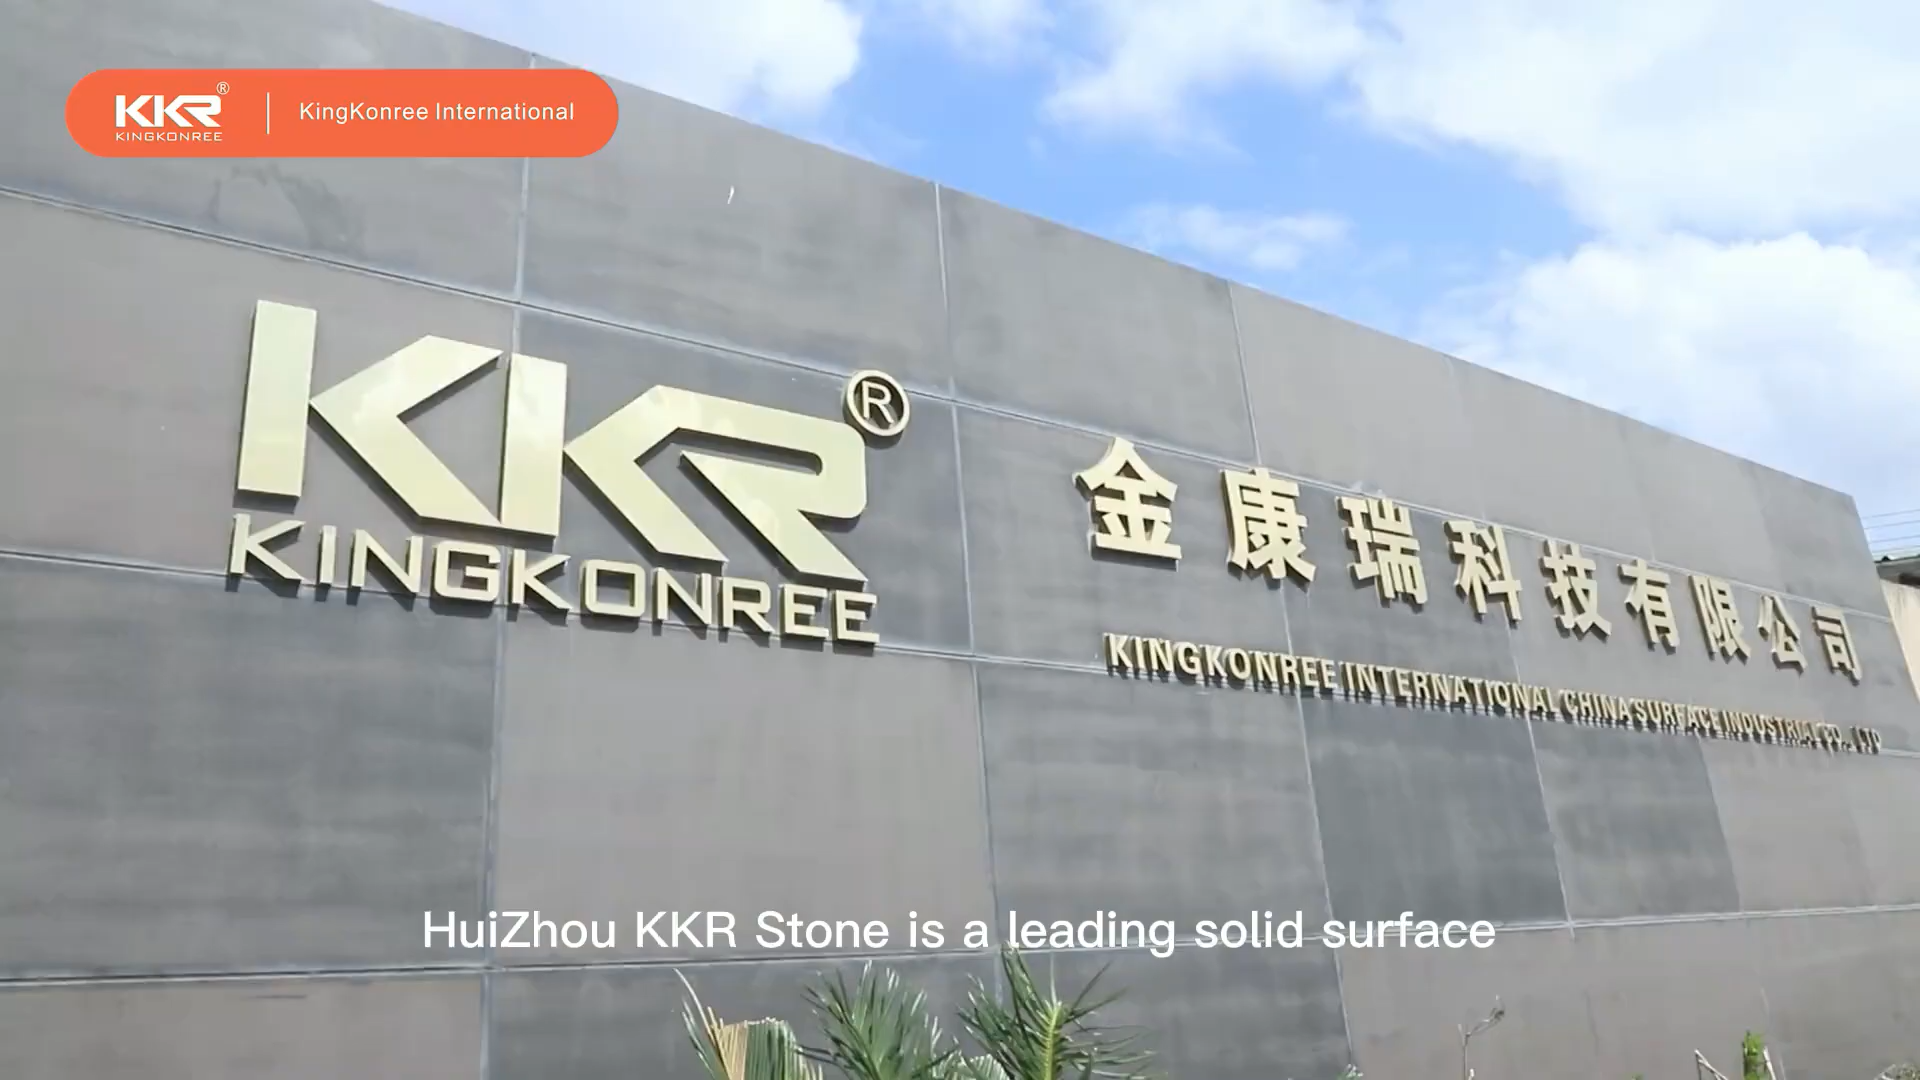 KKR®
KINGKONREE
KingKonree International
KKR®
KINGKONREE
金康瑞科技有限公司
KINGKONREE INTERNATIONAL CHINA SURFACE INDUSTRIAL CO., LTD
HuiZhou KKR Stone is a leading solid surface